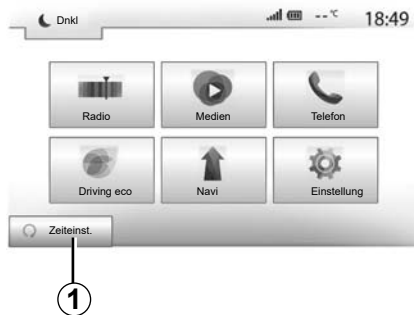 Dnkl
--°C
18:49
Radio
Medien
Telefon
Driving eco
Navi
Einstellung
Zeiteinst.
1